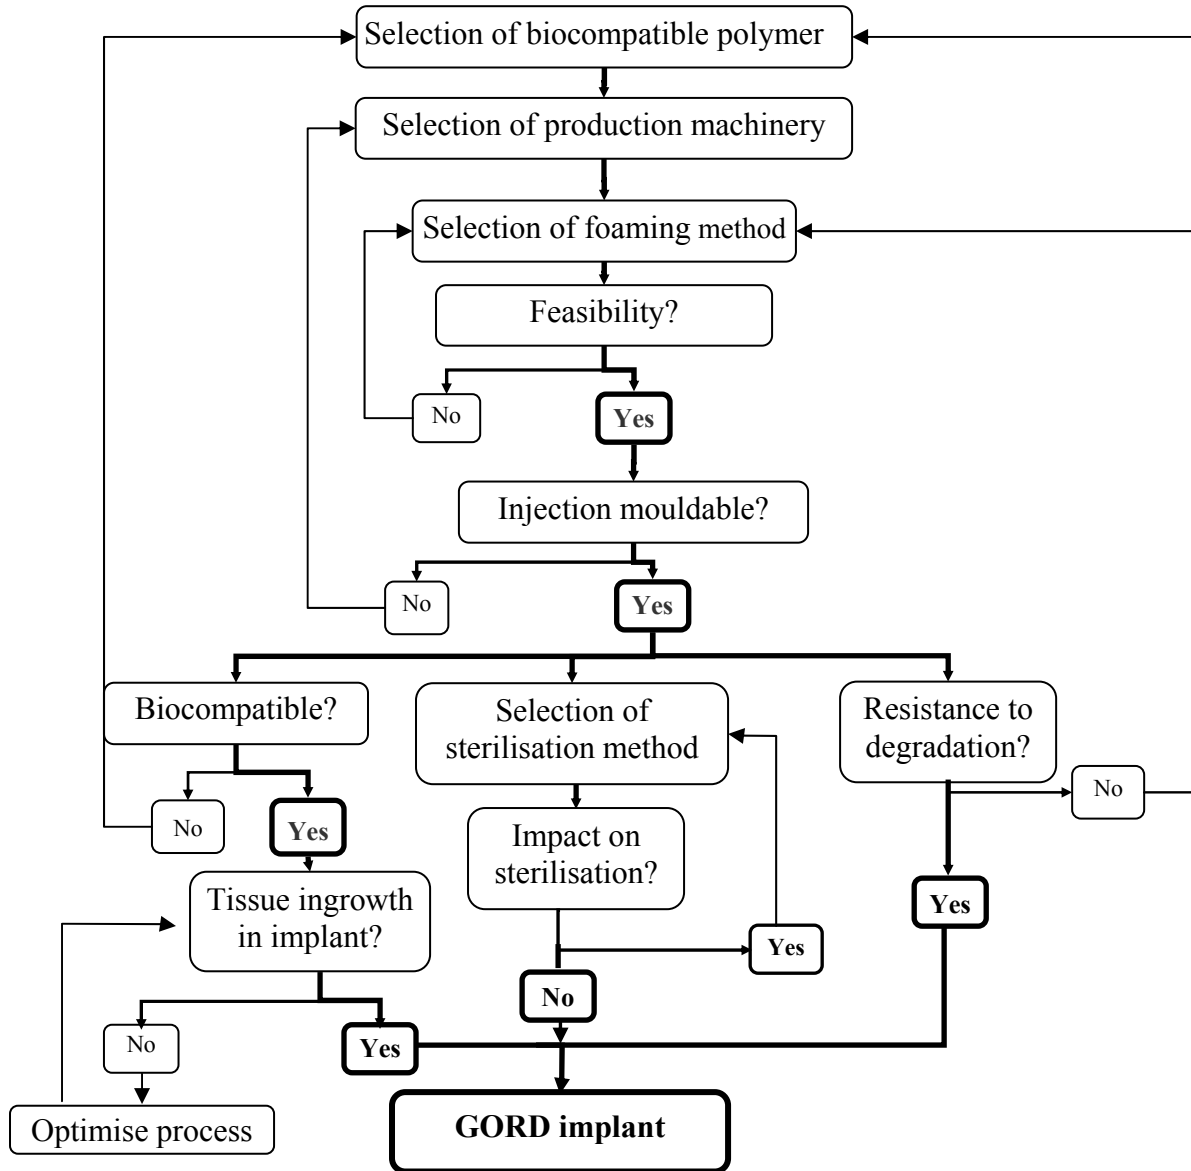 Selection of biocompatible polymer
Selection of production machinery
Selection of foaming method
Feasibility?
No
Yes
Injection mouldable?
No
Yes
Biocompatible?
Selection of
sterilisation method
Resistance to
degradation?
No
No
Yes
Impact on
sterilisation?
Tissue ingrowth
in implant?
Yes
Yes
No
No
Yes
Optimise process
GORD implant